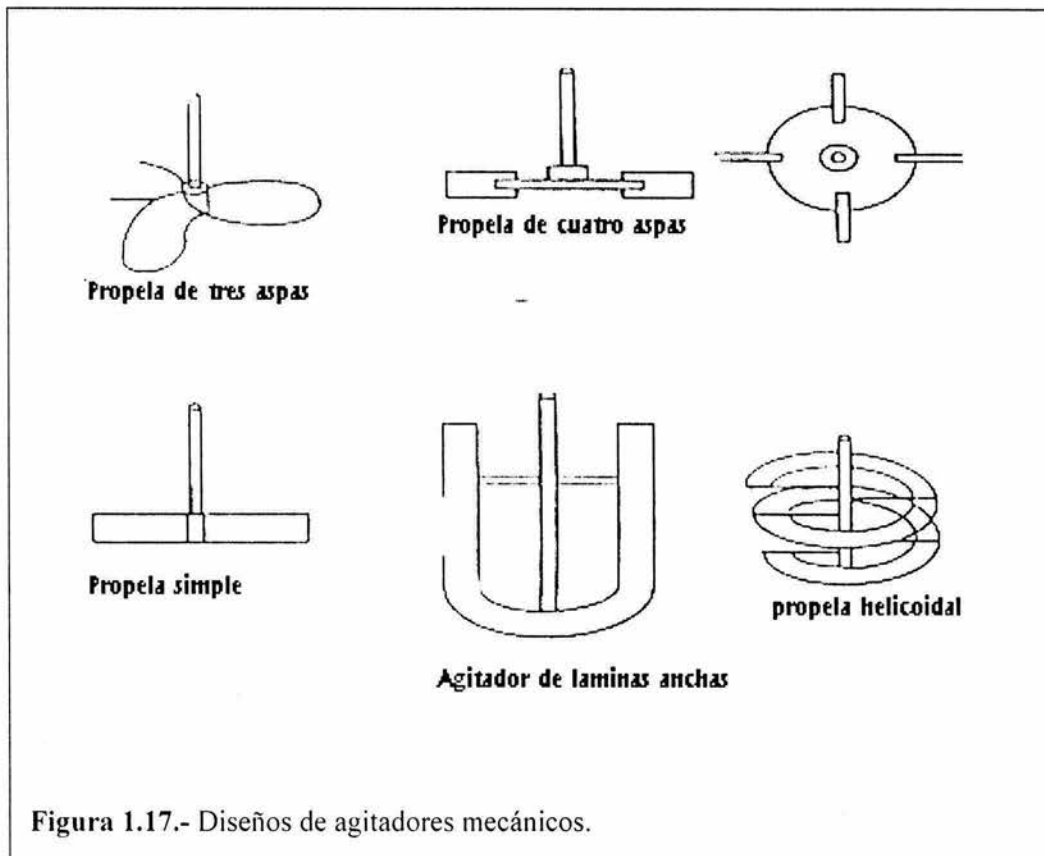 Propela de tres aspas
Propela de cuatro aspas
Propela simple
Agitador de laminas anchas
propela helicoidal
Figura 1.17.- Diseños de agitadores mecánicos.